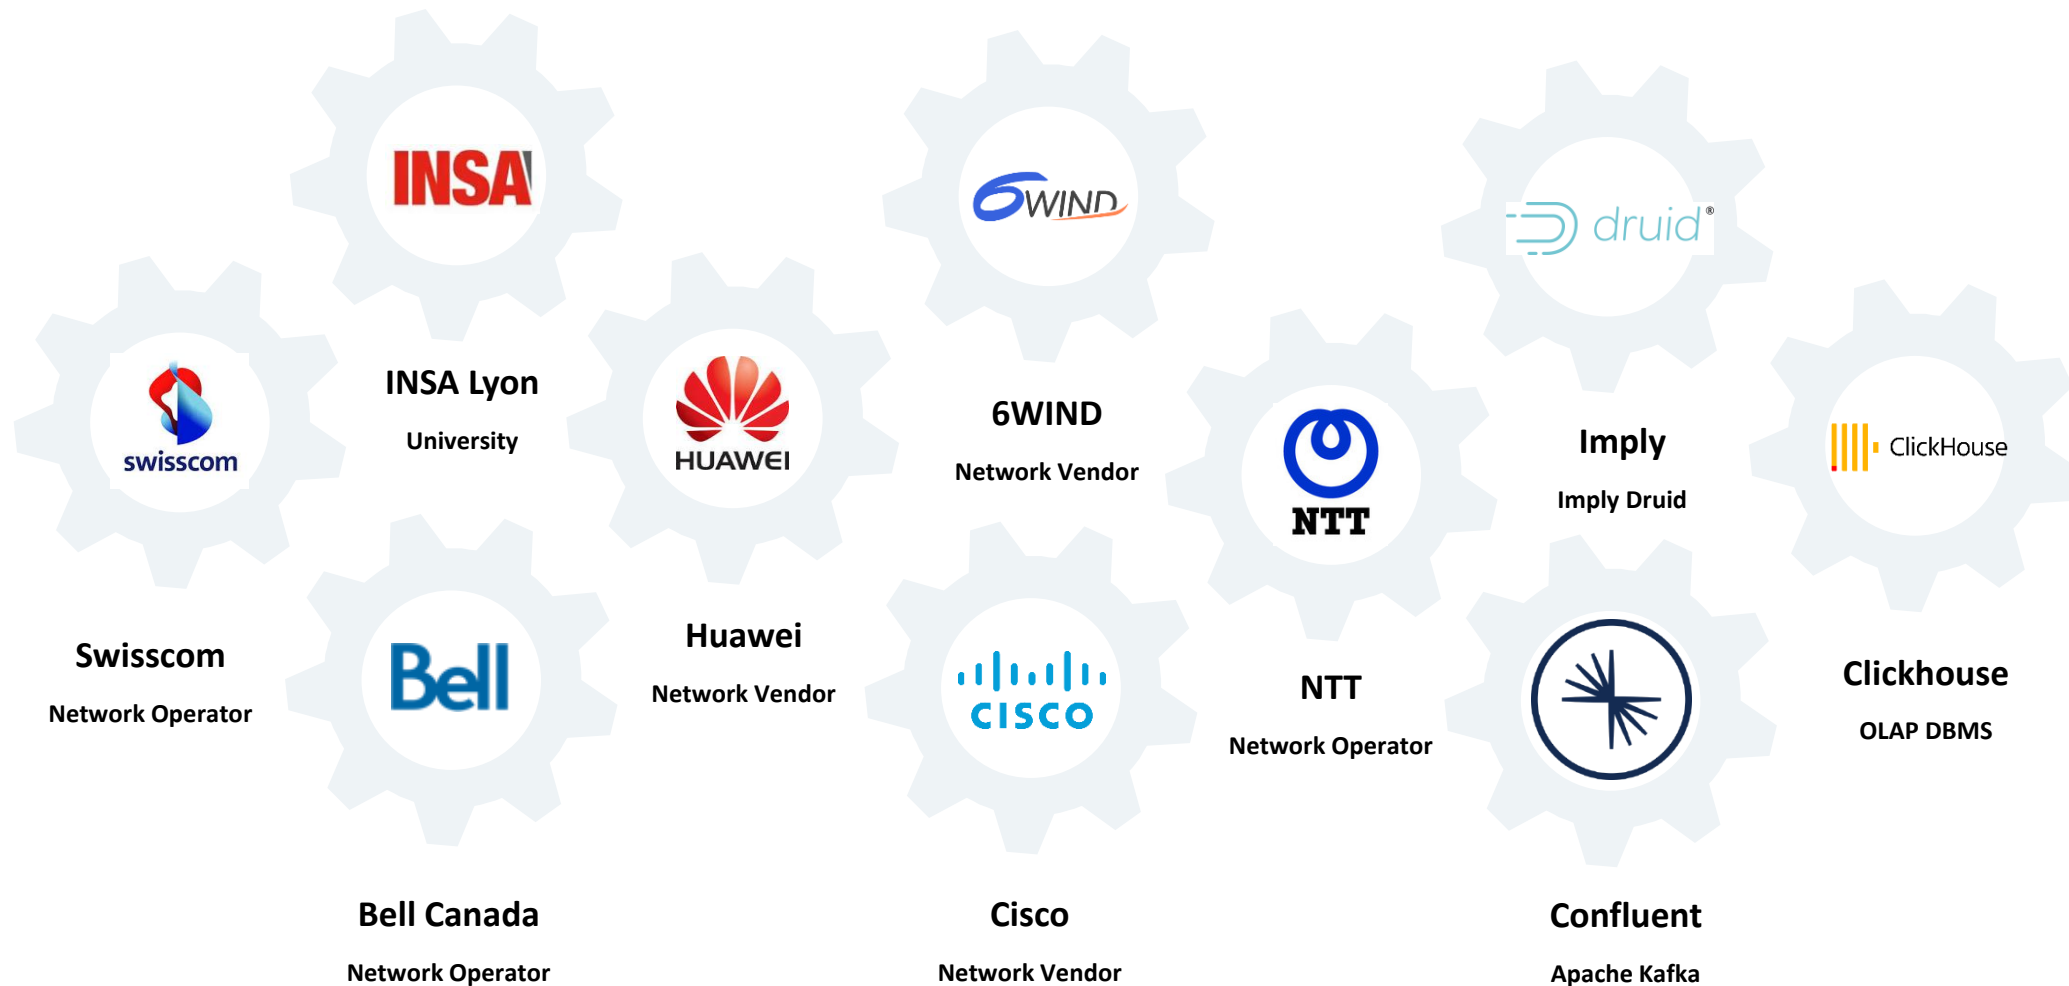 INSA
INSA Lyon
University
6WIND
6WIND
Network Vendor
druid®
Imply
Imply Druid
swisscom
Swisscom
Network Operator
HUAWEI
Huawei
Network Vendor
NTT
NTT
Network Operator
ClickHouse
Clickhouse
OLAP DBMS
Bell
Bell Canada
Network Operator
CISCO
Cisco
Network Vendor
Confluent
Apache Kafka